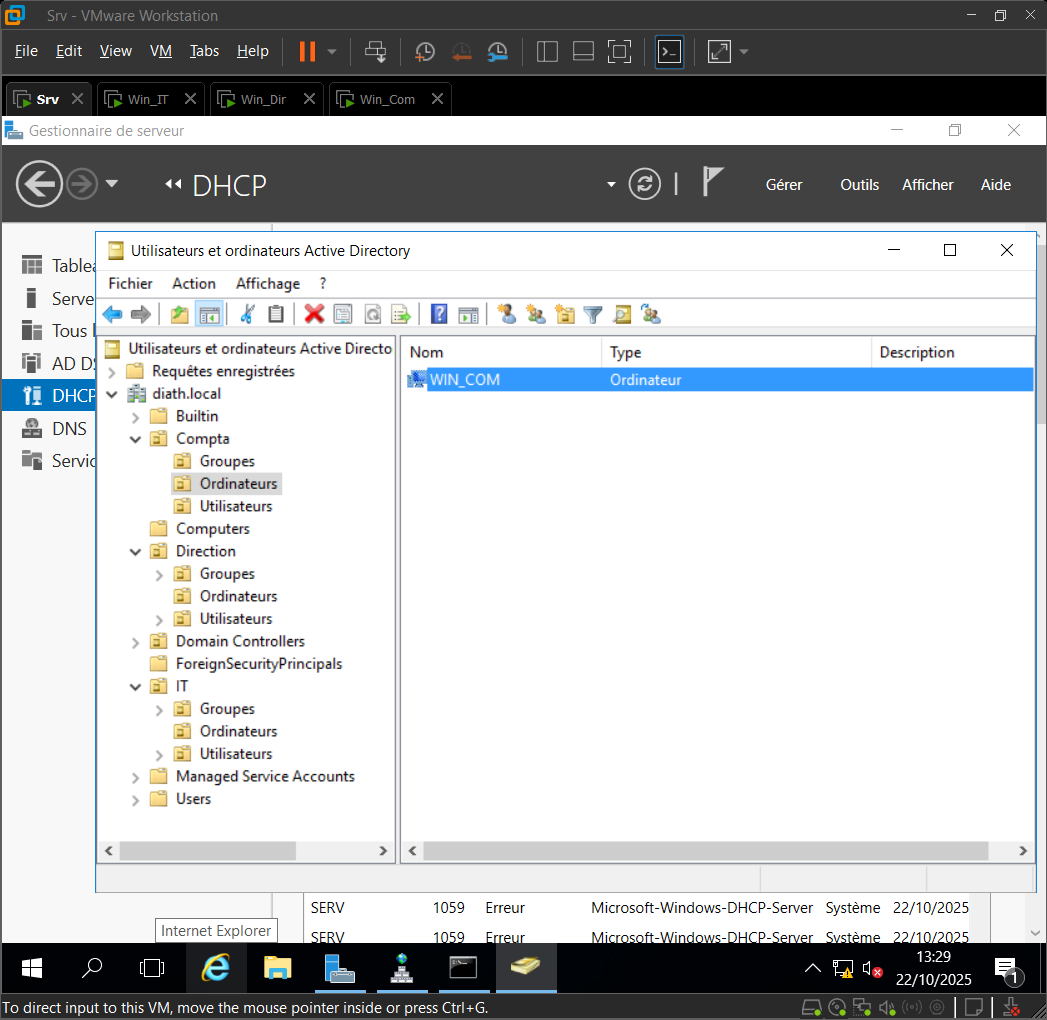 Srv - VMware Workstation
File Edit View VM Tabs Help
Srv Win_IT Win_Dir Win_Com
Gestionnaire de serveur
DHCP Gérer Outils Afficher Aide
Utilisateurs et ordinateurs Active Directory
Fichier Action Affichage ?
Utilisateurs et ordinateurs Active Directo
Nom Type Description
WIN_COM Ordinateur
Requêtes enregistrées
diath.local
Builtin
Compta
Groupes
Ordinateurs
Utilisateurs
Computers
Direction
Groupes
Ordinateurs
Utilisateurs
Domain Controllers
ForeignSecurityPrincipals
IT
Groupes
Ordinateurs
Utilisateurs
Managed Service Accounts
Users
Tablea
Serve
Tous l
AD DS
DHCP
DNS
Servic
SERV 1059 Erreur Microsoft-Windows-DHCP-Server Système 22/10/2025
SERV 1059 Erreur Microsoft-Windows-DHCP-Server Système 22/10/2025
Internet Explorer
13:29
22/10/2025
1
To direct input to this VM, move the mouse pointer inside or press Ctrl+G.